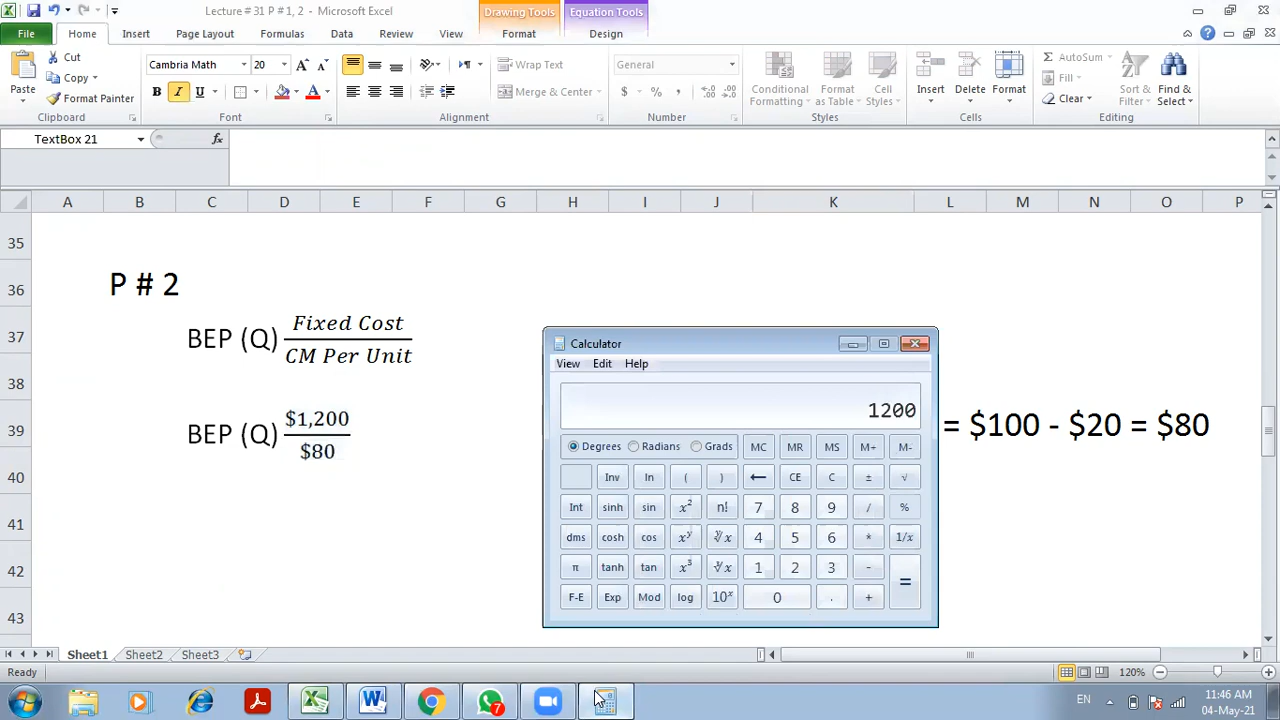 Lecture # 31 P # 1, 2 - Microsoft Excel
Drawing Tools
Equation Tools
File
Home
Insert
Page Layout
Formulas
Data
Review
View
Format
Design
Paste
Cut
Copy
Format Painter
Clipboard
Cambria Math
20
A A
B I U
A
Font
Wrap Text
Merge & Center
Alignment
General
$ % ,
Number
Conditional Formatting
Format as Table
Cell Styles
Styles
Insert
Delete
Format
Cells
Σ AutoSum
Fill
Clear
Sort & Filter
Find & Select
Editing
TextBox 21
fx
A B C D E F G H I J K L M N O P
35
36
37
38
39
40
41
42
43
P # 2
BEP (Q) Fixed Cost
CM Per Unit
BEP (Q) $1,200
$80
= $100 - $20 = $80
Calculator
View Edit Help
1200
Degrees Radians Grads MC MR MS M+ M-
Inv ln ( ) ← CE C ± √
Int sinh sin x² n! 7 8 9 / %
dms cosh cos xʸ ʸ√x 4 5 6 * 1/x
π tanh tan x³ ³√x 1 2 3 - =
F-E Exp Mod log 10ˣ 0 . +
Sheet1 Sheet2 Sheet3
Ready
120%
7
EN
11:46 AM
04-May-21